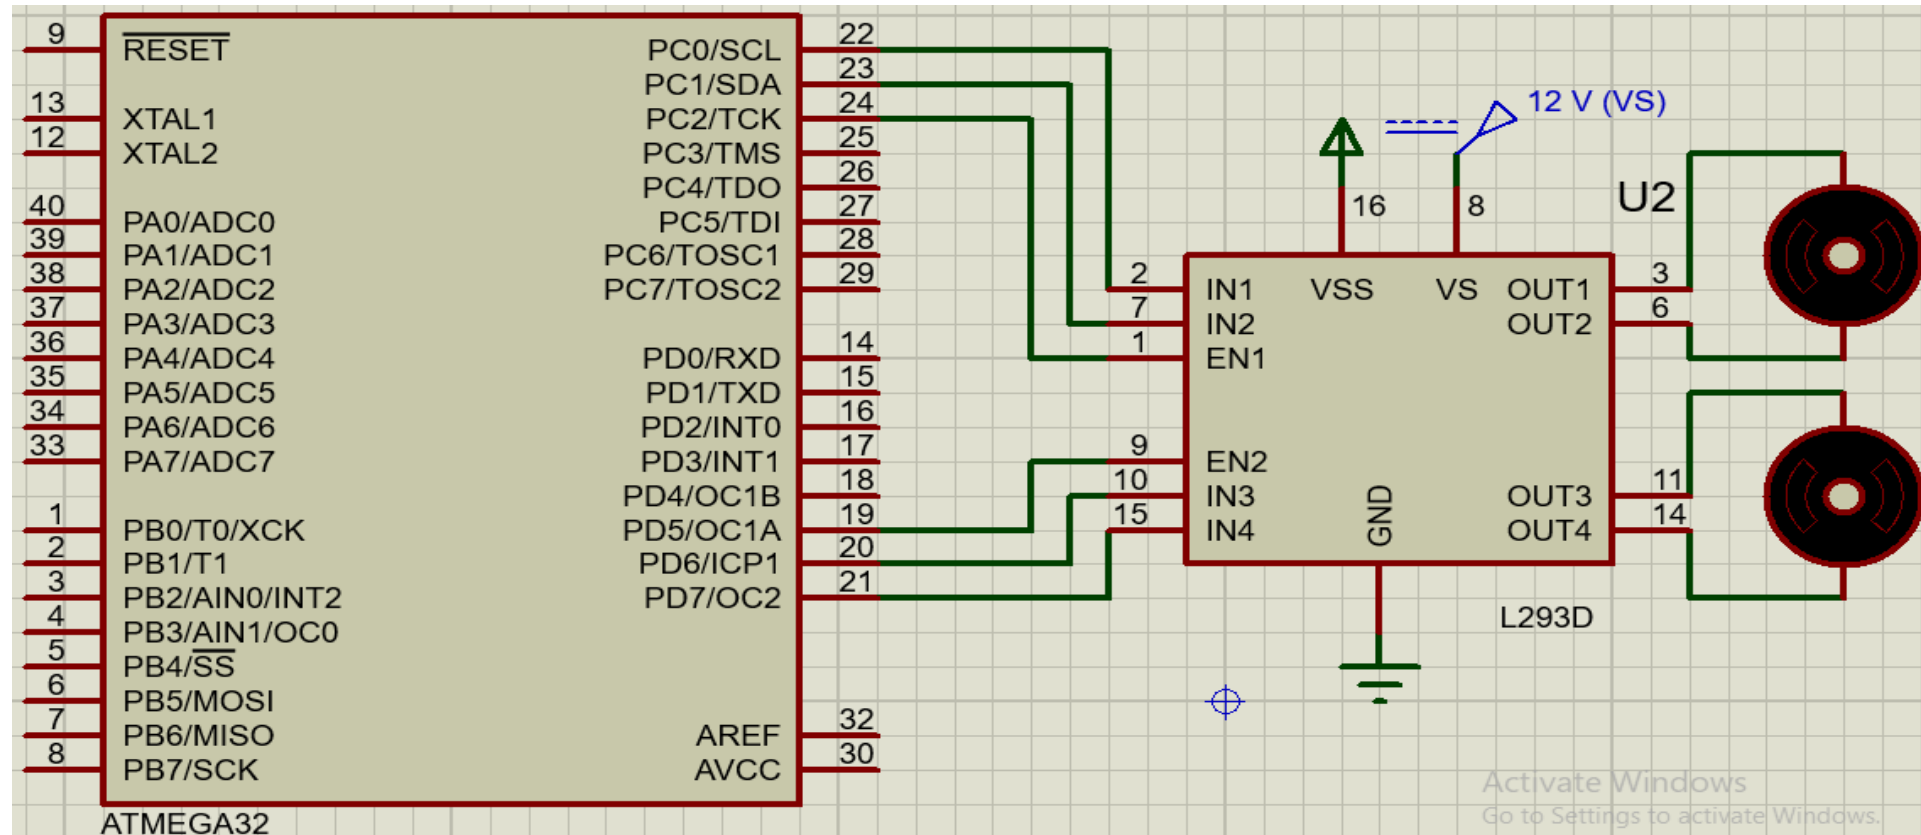 9
RESET
13
XTAL1
12
XTAL2
40
PA0/ADC0
39
PA1/ADC1
38
PA2/ADC2
37
PA3/ADC3
36
PA4/ADC4
35
PA5/ADC5
34
PA6/ADC6
33
PA7/ADC7
1
PB0/T0/XCK
2
PB1/T1
3
PB2/AIN0/INT2
4
PB3/AIN1/OC0
5
PB4/SS
6
PB5/MOSI
7
PB6/MISO
8
PB7/SCK
22
PC0/SCL
23
PC1/SDA
24
PC2/TCK
25
PC3/TMS
26
PC4/TDO
27
PC5/TDI
28
PC6/TOSC1
29
PC7/TOSC2
14
PD0/RXD
15
PD1/TXD
16
PD2/INT0
17
PD3/INT1
18
PD4/OC1B
19
PD5/OC1A
20
PD6/ICP1
21
PD7/OC2
32
AREF
30
AVCC
ATMEGA32
12 V (VS)
U2
16
8
VSS
VS
2
IN1
7
IN2
1
EN1
9
EN2
10
IN3
15
IN4
GND
3
OUT1
6
OUT2
11
OUT3
14
OUT4
L293D
Activate Windows
Go to Settings to activate Windows.